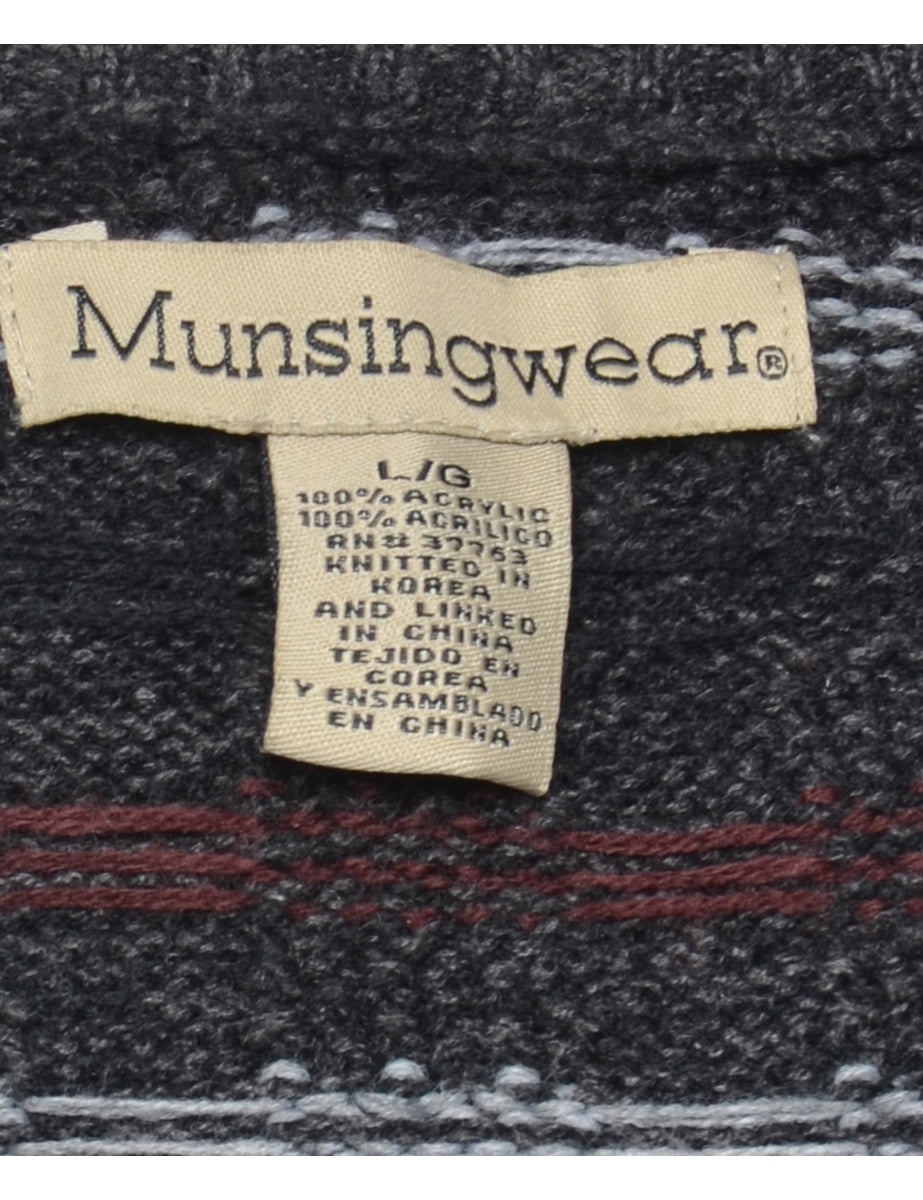 Munsingwear®
L/G
100% ACRYLIC
100% ACRILICO
RN# 37763
KNITTED IN
KOREA
AND LINKED
IN CHINA
TEJIDO EN
COREA
Y ENSAMBLADO
EN CHINA